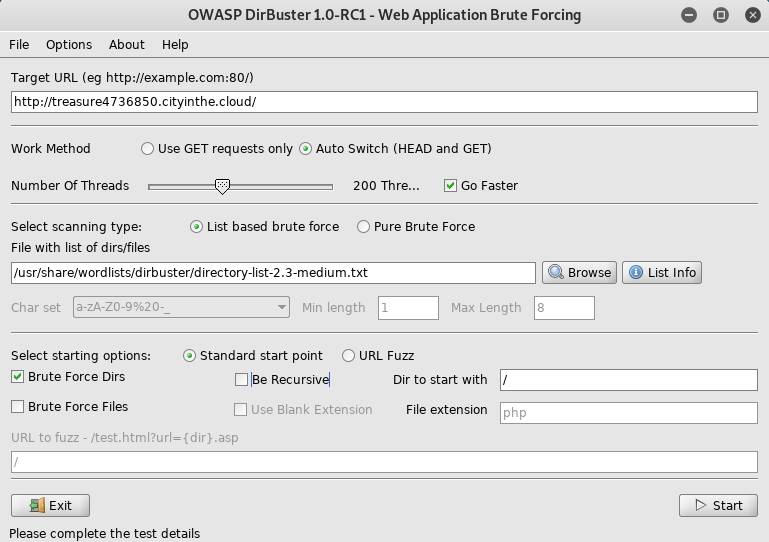 OWASP DirBuster 1.0-RC1 - Web Application Brute Forcing
File Options About Help
Target URL (eg http://example.com:80/)
http://treasure4736850.cityinthe.cloud/
Work Method Use GET requests only Auto Switch (HEAD and GET)
Number Of Threads 200 Thre... Go Faster
Select scanning type: List based brute force Pure Brute Force
File with list of dirs/files
/usr/share/wordlists/dirbuster/directory-list-2.3-medium.txt Browse List Info
Char set a-zA-Z0-9%20-_ Min length 1 Max Length 8
Select starting options: Standard start point URL Fuzz
Brute Force Dirs Be Recursive Dir to start with /
Brute Force Files Use Blank Extension File extension php
URL to fuzz - /test.html?url={dir}.asp
/
Exit Start
Please complete the test details